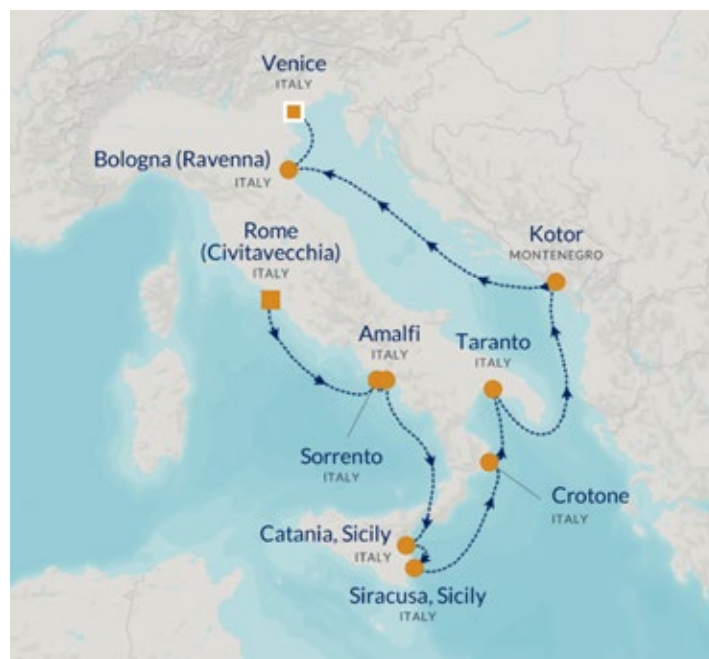 Venice
ITALY
Bologna (Ravenna)
ITALY
Rome
(Civitavecchia)
ITALY
Kotor
MONTENEGRO
Amalfi
ITALY
Taranto
ITALY
Sorrento
ITALY
Crotone
ITALY
Catania, Sicily
ITALY
Siracusa, Sicily
ITALY